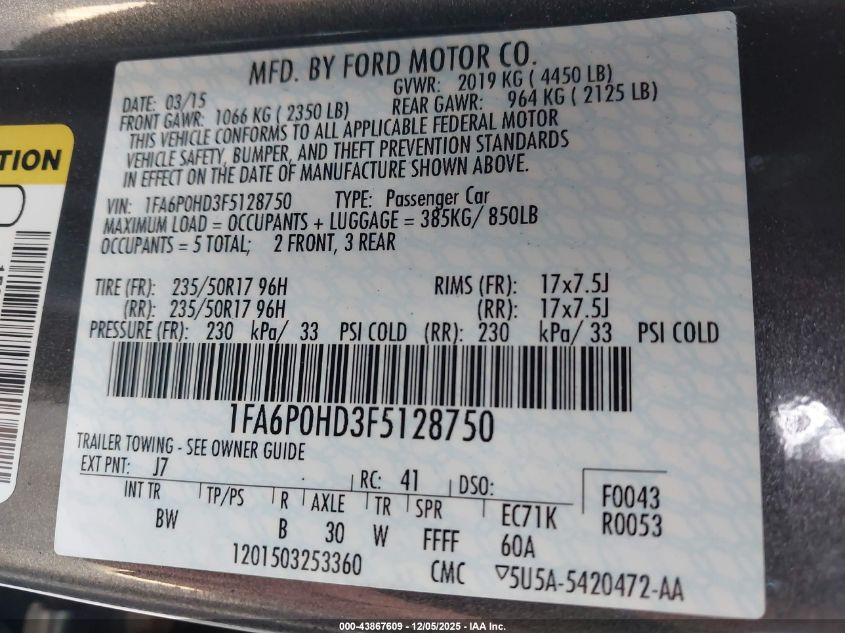 MFD. BY FORD MOTOR CO.
DATE: 03/15 GVWR: 2019 KG ( 4450 LB)
FRONT GAWR: 1066 KG ( 2350 LB) REAR GAWR: 964 KG ( 2125 LB)
THIS VEHICLE CONFORMS TO ALL APPLICABLE FEDERAL MOTOR
VEHICLE SAFETY, BUMPER, AND THEFT PREVENTION STANDARDS
IN EFFECT ON THE DATE OF MANUFACTURE SHOWN ABOVE.
VIN: 1FA6P0HD3F5128750 TYPE: Passenger Car
MAXIMUM LOAD = OCCUPANTS + LUGGAGE = 385KG/ 850LB
OCCUPANTS = 5 TOTAL; 2 FRONT, 3 REAR
TIRE (FR): 235/50R17 96H RIMS (FR): 17x7.5J
(RR): 235/50R17 96H (RR): 17x7.5J
PRESSURE (FR): 230 kPa/ 33 PSI COLD (RR): 230 kPa/ 33 PSI COLD
1FA6P0HD3F5128750
TRAILER TOWING - SEE OWNER GUIDE
EXT PNT: J7 RC: 41 DSO: F0043
INT TR TP/PS R AXLE TR SPR EC71K R0053
BW B 30 W FFFF 60A
1201503253360 CMC ▽5U5A-5420472-AA
TION
000-43867609 - 12/05/2025 - IAA Inc.